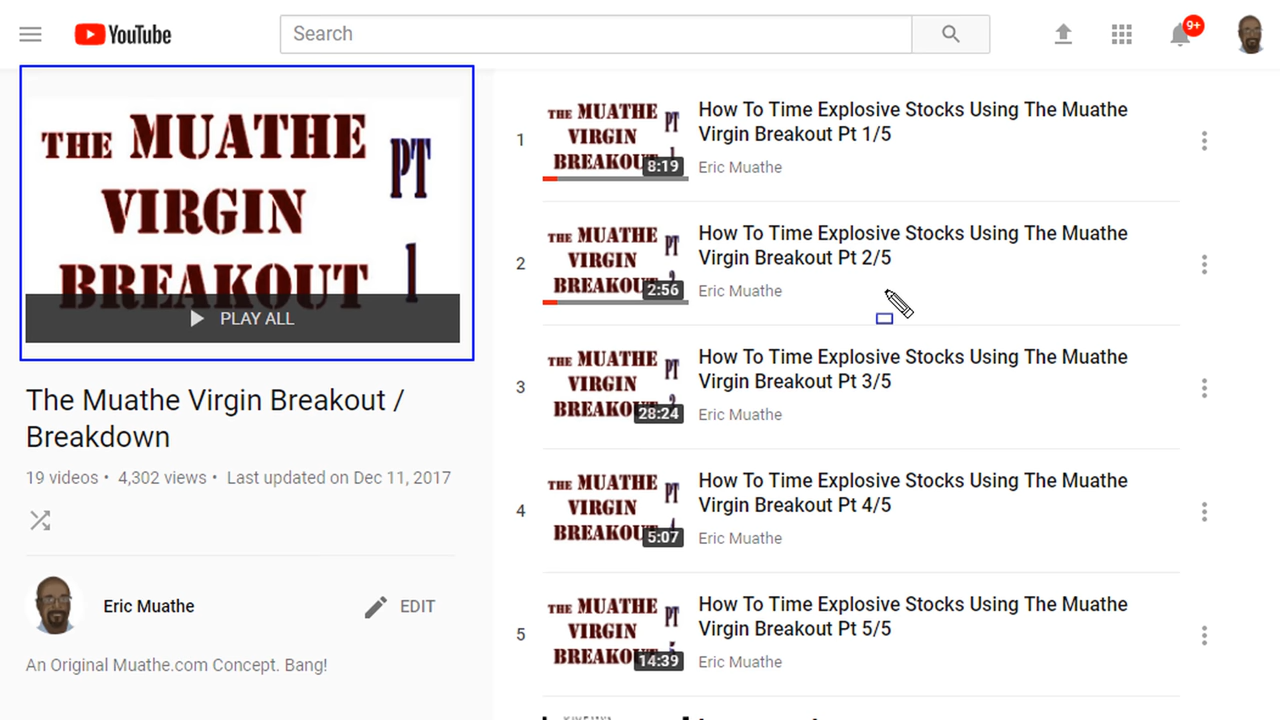 YouTube
Search
9+
THE MUATHE PT
VIRGIN
BREAKOUT 1
PLAY ALL
The Muathe Virgin Breakout /
Breakdown
19 videos • 4,302 views • Last updated on Dec 11, 2017
Eric Muathe
EDIT
An Original Muathe.com Concept. Bang!
1
THE MUATHE PT
VIRGIN
BREAKOUT
8:19
How To Time Explosive Stocks Using The Muathe
Virgin Breakout Pt 1/5
Eric Muathe
2
THE MUATHE PT
VIRGIN
BREAKOUT
2:56
How To Time Explosive Stocks Using The Muathe
Virgin Breakout Pt 2/5
Eric Muathe
3
THE MUATHE PT
VIRGIN
BREAKOUT
28:24
How To Time Explosive Stocks Using The Muathe
Virgin Breakout Pt 3/5
Eric Muathe
4
THE MUATHE PT
VIRGIN
BREAKOUT
5:07
How To Time Explosive Stocks Using The Muathe
Virgin Breakout Pt 4/5
Eric Muathe
5
THE MUATHE PT
VIRGIN
BREAKOUT
14:39
How To Time Explosive Stocks Using The Muathe
Virgin Breakout Pt 5/5
Eric Muathe